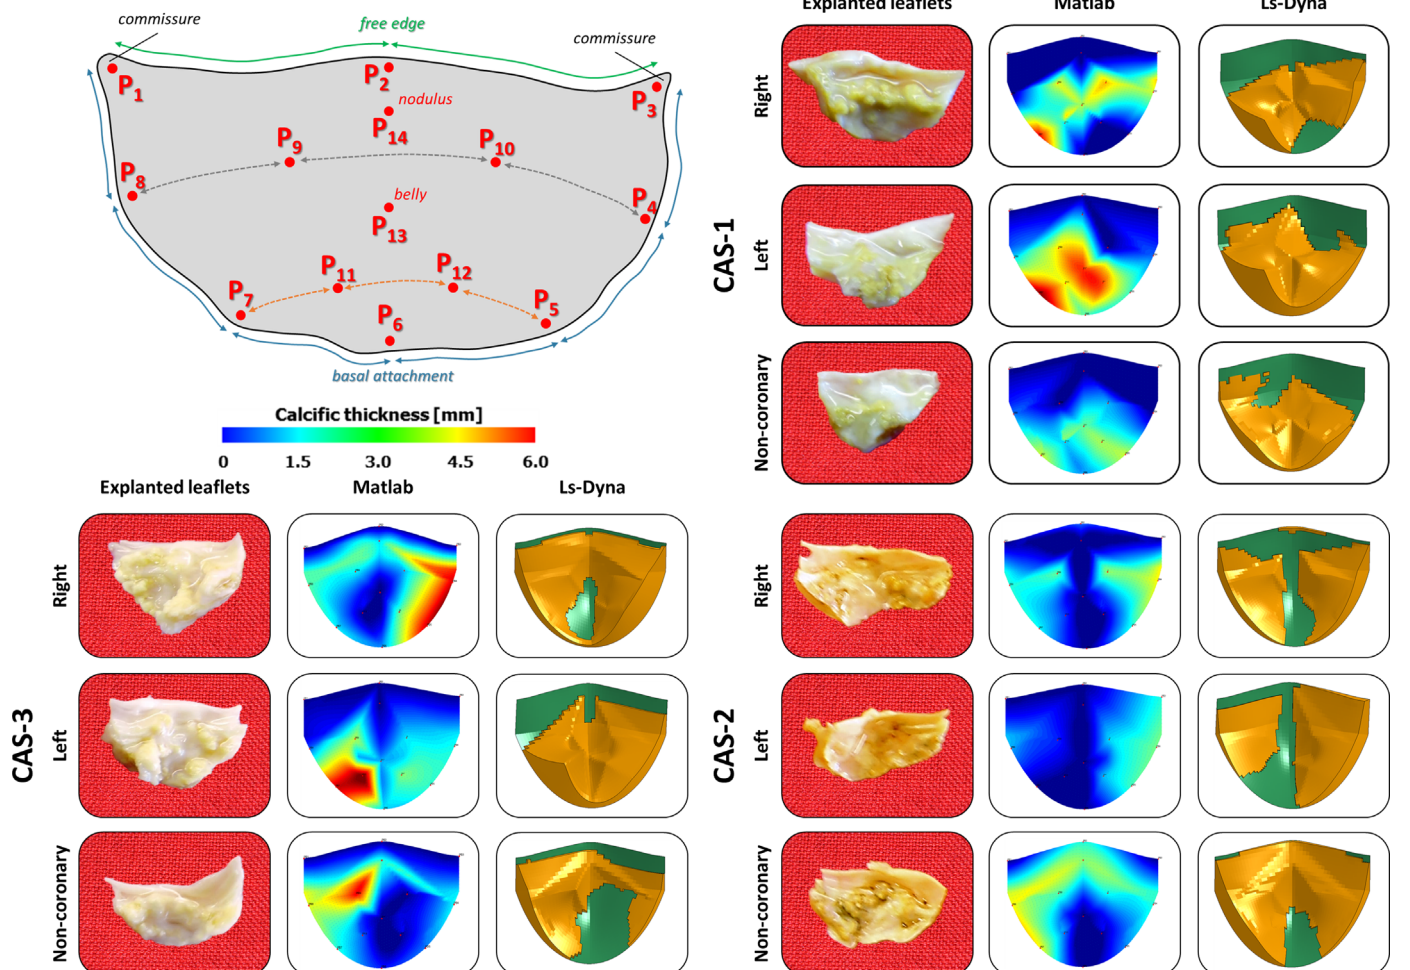 commissure
free edge
commissure
P1
P2
P3
nodulus
P14
P9
P10
P8
belly
P4
P13
P11
P12
P7
P5
P6
basal attachment
Calcific thickness [mm]
0 1.5 3.0 4.5 6.0
Explanted leaflets Matlab Ls-Dyna
CAS-3
Right
Left
Non-coronary
Explanted leaflets Matlab Ls-Dyna
CAS-1
Right
Left
Non-coronary
CAS-2
Right
Left
Non-coronary